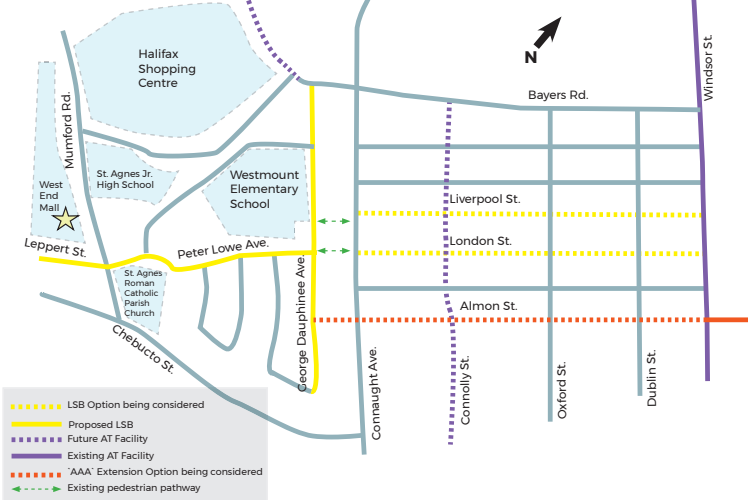 Halifax
Shopping
Centre
N
Bayers Rd.
Windsor St.
Mumford Rd.
St. Agnes Jr.
High School
Westmount
Elementary
School
West
End
Mall
Liverpool St.
London St.
Leppert St.
Peter Lowe Ave.
St. Agnes
Roman
Catholic
Parish
Church
George Dauphinee Ave.
Almon St.
Chebucto St.
Connaught Ave.
Connolly St.
Oxford St.
Dublin St.
LSB Option being considered
Proposed LSB
Future AT Facility
Existing AT Facility
'AAA' Extension Option being considered
Existing pedestrian pathway